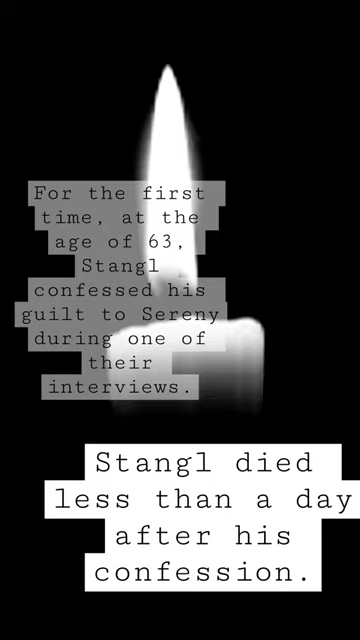 For the first
time, at the
age of 63,
Stangl
confessed his
guilt to Sereny
during one of
their
interviews.
Stangl died
less than a day
after his
confession.